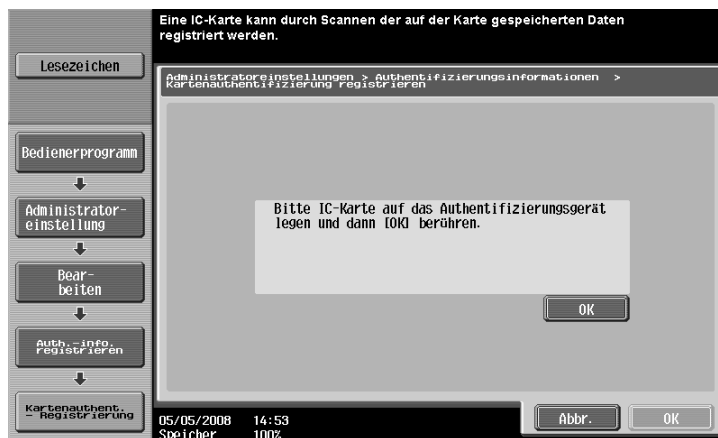 Eine IC-Karte kann durch Scannen der auf der Karte gespeicherten Daten
registriert werden.
Lesezeichen
Administratoreinstellungen > Authentifizierungsinformationen >
Kartenauthentifizierung registrieren
Bedienerprogramm
Administrator-
einstellung
Bear-
beiten
Auth.-info.
registrieren
Kartenauthent.
- Registrierung
Bitte IC-Karte auf das Authentifizierungsgerät
legen und dann [OK] berühren.
OK
05/05/2008 14:53
Speicher 100%
Abbr.
OK